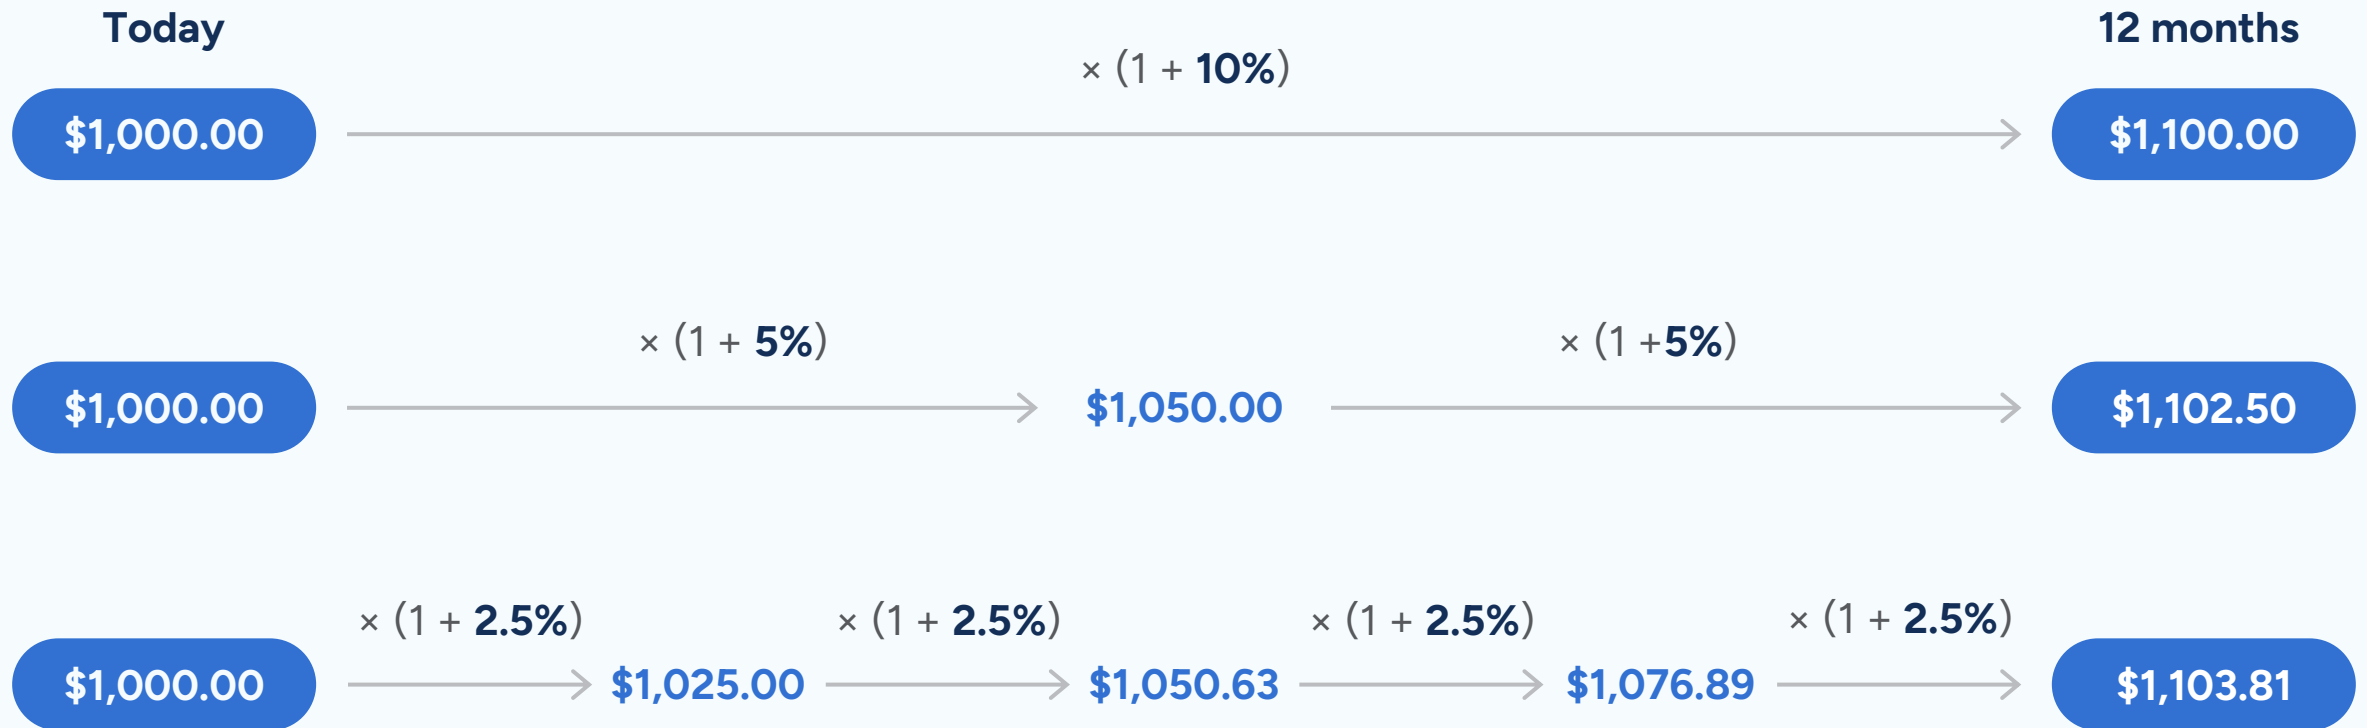 Today 12 months
× (1 + 10%)
$1,000.00 $1,100.00
× (1 + 5%) × (1 +5%)
$1,000.00 $1,050.00 $1,102.50
× (1 + 2.5%) × (1 + 2.5%) × (1 + 2.5%) × (1 + 2.5%)
$1,000.00 $1,025.00 $1,050.63 $1,076.89 $1,103.81